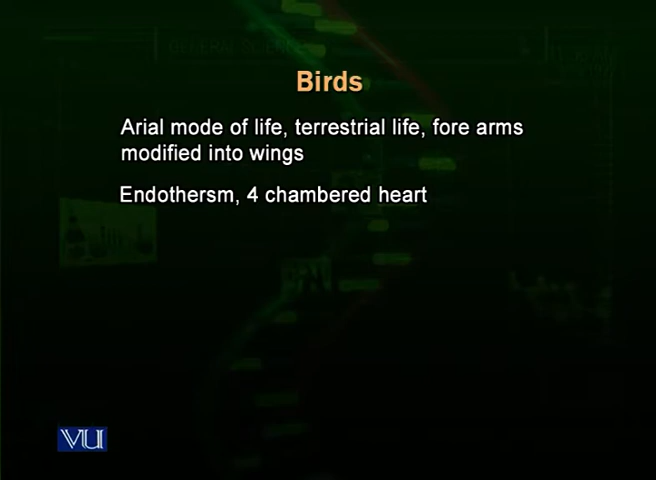 Birds
Arial mode of life, terrestrial life, fore arms
modified into wings
Endothersm, 4 chambered heart
VU